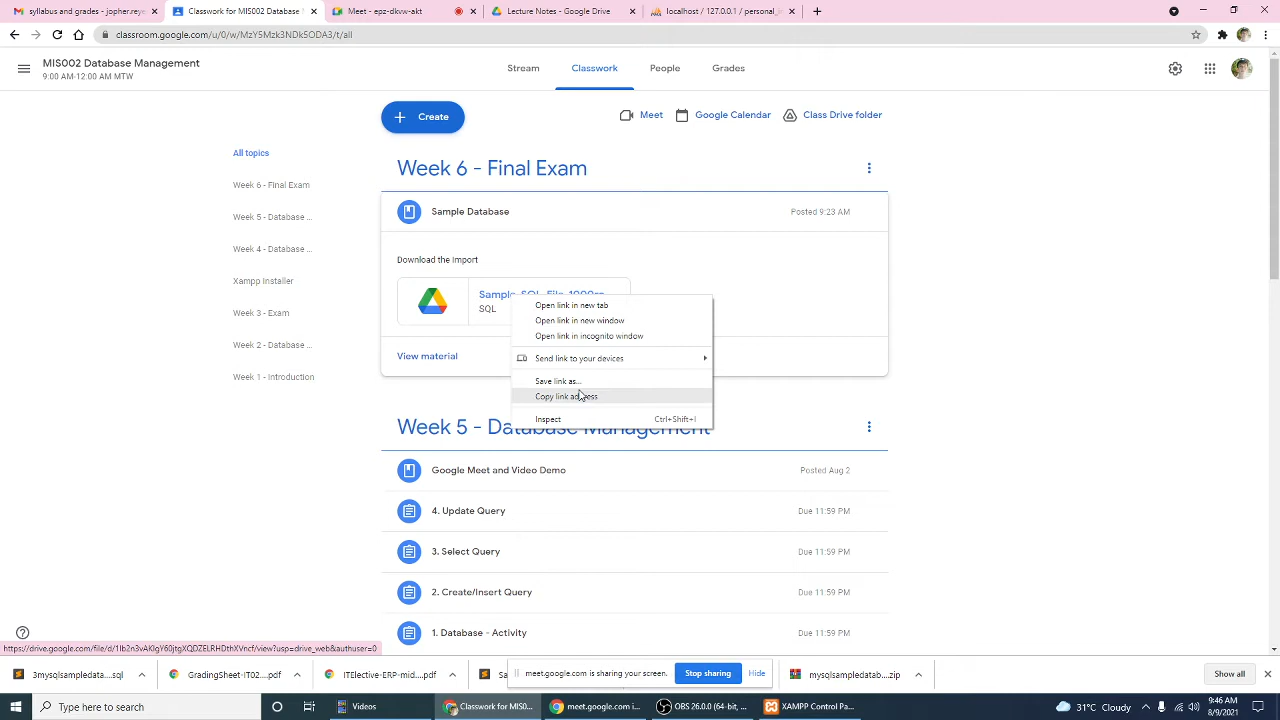 syllabus and grades - jopher.reye
Classwork for MIS002 Database M
Meet - epz-dkvw-akt
Lecture Notes - Google Drive
localhost / 127.0.0.1 / personal_
classroom.google.com/u/0/w/MzY5Mzk3NDk5ODA3/t/all
MIS002 Database Management
9:00 AM-12:00 AM MTW
Stream
Classwork
People
Grades
Create
Meet
Google Calendar
Class Drive folder
All topics
Week 6 - Final Exam
Week 5 - Database ...
Week 4 - Database ...
Xampp Installer
Week 3 - Exam
Week 2 - Database ...
Week 1 - Introduction
Week 6 - Final Exam
Sample Database
Posted 9:23 AM
Download the Import
SQL
View material
Open link in new tab
Open link in new window
Open link in incognito window
Send link to your devices
Save link as...
Copy link address
Inspect
Ctrl+Shift+I
Week 5 - Database Management
Google Meet and Video Demo
Posted Aug 2
4. Update Query
Due 11:59 PM
3. Select Query
Due 11:59 PM
2. Create/Insert Query
Due 11:59 PM
1. Database - Activity
Due 11:59 PM
3mysqlsampledata....sql
GradingSheet-IT02....pdf
ITElective-ERP-mid....pdf
meet.google.com is sharing your screen.
Stop sharing
Hide
mysqlsampledatab....zip
Show all
Type here to search
Videos
Classwork for MIS0...
meet.google.com i...
OBS 26.0.0 (64-bit, ...
XAMPP Control Pa...
31°C Cloudy
9:46 AM
8/9/2021